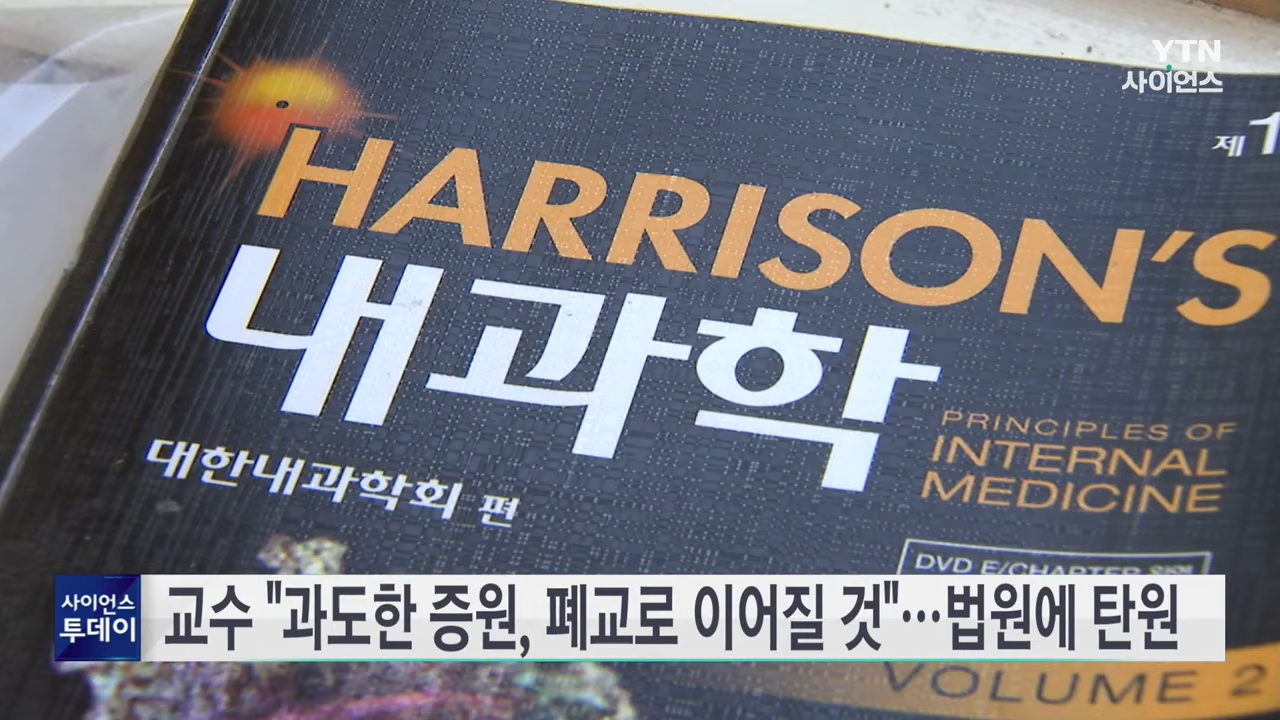 YTN
사이언스
제 1
HARRISON'S
내과학
PRINCIPLES OF
INTERNAL
MEDICINE
대한내과학회 편
DVD E/CHAPTER
사이언스
투데이
교수 "과도한 증원, 폐교로 이어질 것"…법원에 탄원
VOLUME 2